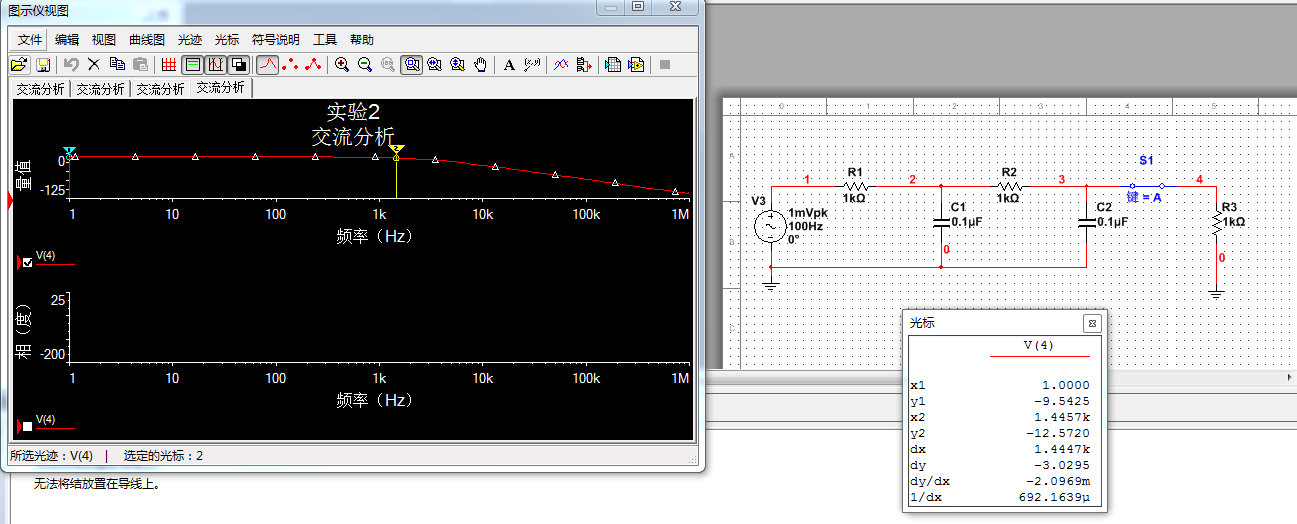 图示仪视图
文件 编辑 视图 曲线图 光迹 光标 符号说明 工具 帮助
交流分析 交流分析 交流分析 交流分析
实验2
交流分析
量值
0
-125
1 10 100 1k 10k 100k 1M
频率（Hz）
V(4)
相（度）
25
-200
1 10 100 1k 10k 100k 1M
频率（Hz）
V(4)
所选光迹：V(4) | 选定的光标：2
无法将结放置在导线上。
0 1 2 3 4 5
A
B
C
V3
1mVpk
100Hz
0°
1
R1
1kΩ
2
C1
0.1µF
0
R2
1kΩ
3
C2
0.1µF
S1
键 = A
4
R3
1kΩ
0
光标
V(4)
x1 1.0000
y1 -9.5425
x2 1.4457k
y2 -12.5720
dx 1.4447k
dy -3.0295
dy/dx -2.0969m
1/dx 692.1639µ